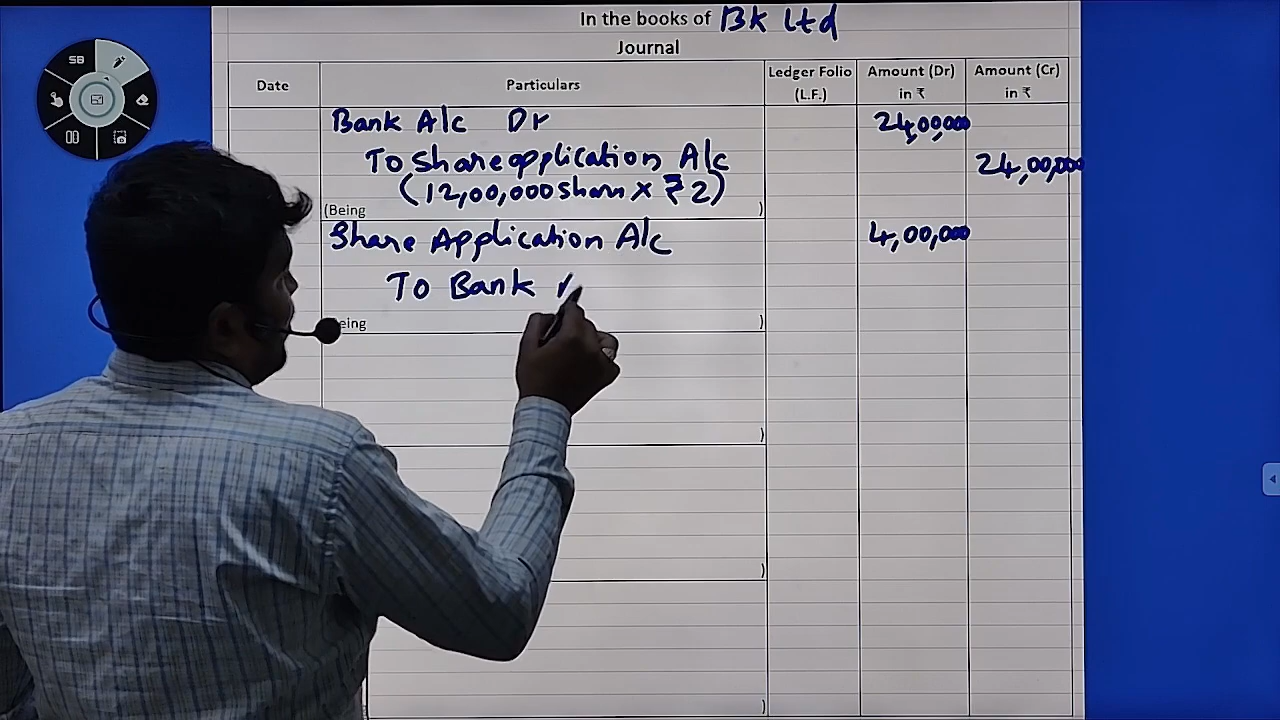 In the books of BK Ltd
Journal
Date Particulars Ledger Folio (L.F.) Amount (Dr) in ₹ Amount (Cr) in ₹
Bank A/c Dr 24,00,000
To Share application A/c 24,00,000
(12,00,000 share x ₹2)
(Being )
Share Application A/c 4,00,000
To Bank
eing )
)
)
)